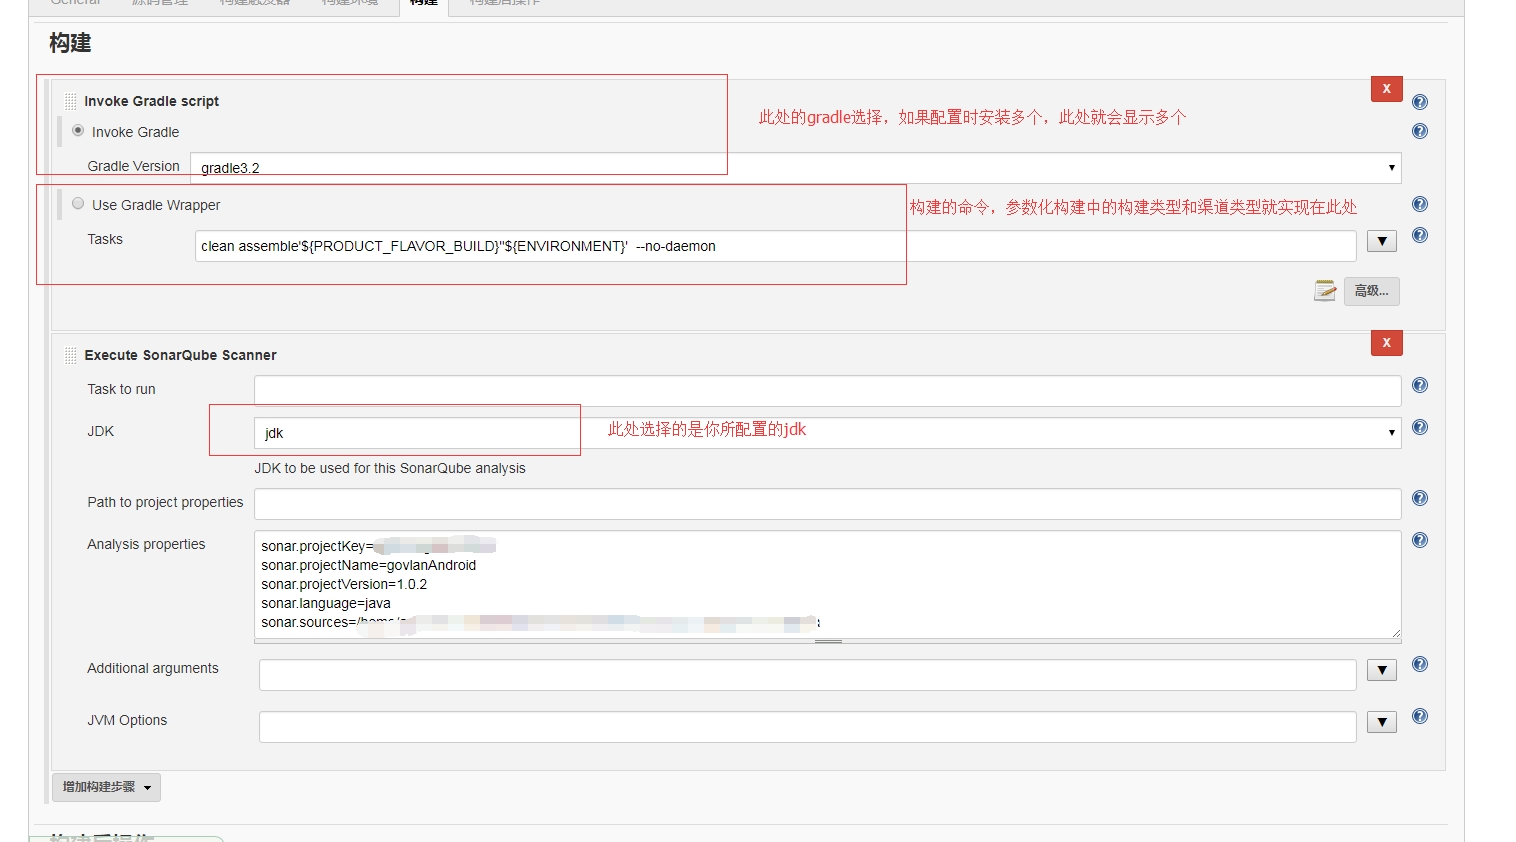 General 源码管理 构建触发器 构建环境 构建 构建后操作
构建
Invoke Gradle script
X
此处的gradle选择，如果配置时安装多个，此处就会显示多个
Invoke Gradle
Gradle Version gradle3.2
Use Gradle Wrapper
构建的命令，参数化构建中的构建类型和渠道类型就实现在此处
Tasks clean assemble'${PRODUCT_FLAVOR_BUILD}''${ENVIRONMENT}' --no-daemon
高级...
Execute SonarQube Scanner
X
Task to run
JDK jdk 此处选择的是你所配置的jdk
JDK to be used for this SonarQube analysis
Path to project properties
Analysis properties sonar.projectKey=
sonar.projectName=govlanAndroid
sonar.projectVersion=1.0.2
sonar.language=java
sonar.sources=/home/
Additional arguments
JVM Options
增加构建步骤
构建后操作